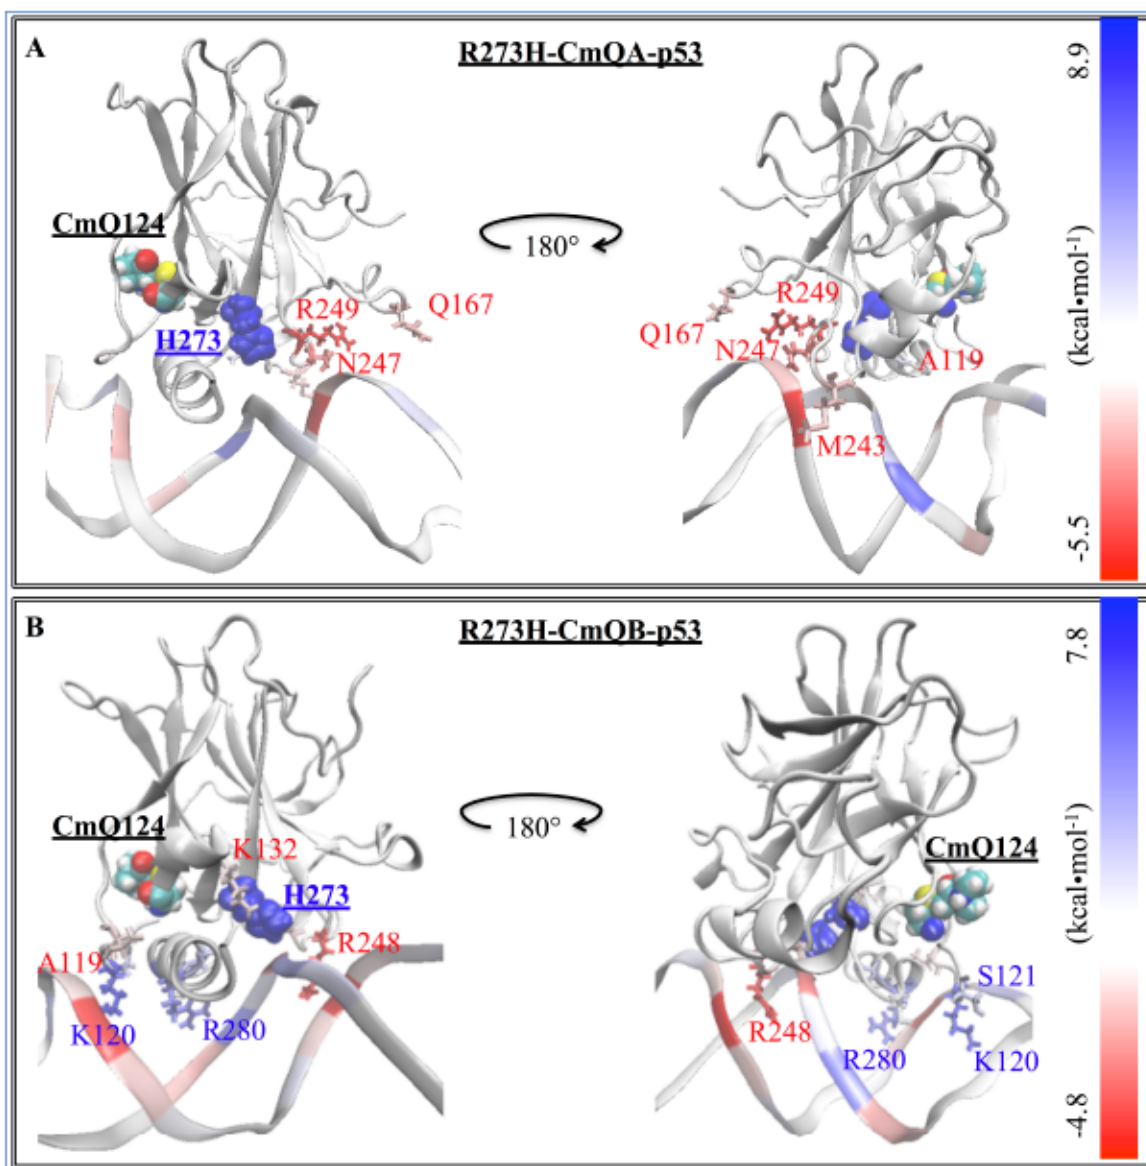 A
R273H-CmQA-p53
8.9
CmQ124
180°
R249
Q167
H273
N247
R249
Q167
N247
A119
M243
(kcal•mol⁻¹)
-5.5
B
R273H-CmQB-p53
7.8
CmQ124
180°
K132
H273
R248
A119
K120
R280
CmQ124
S121
R248
R280
K120
(kcal•mol⁻¹)
-4.8